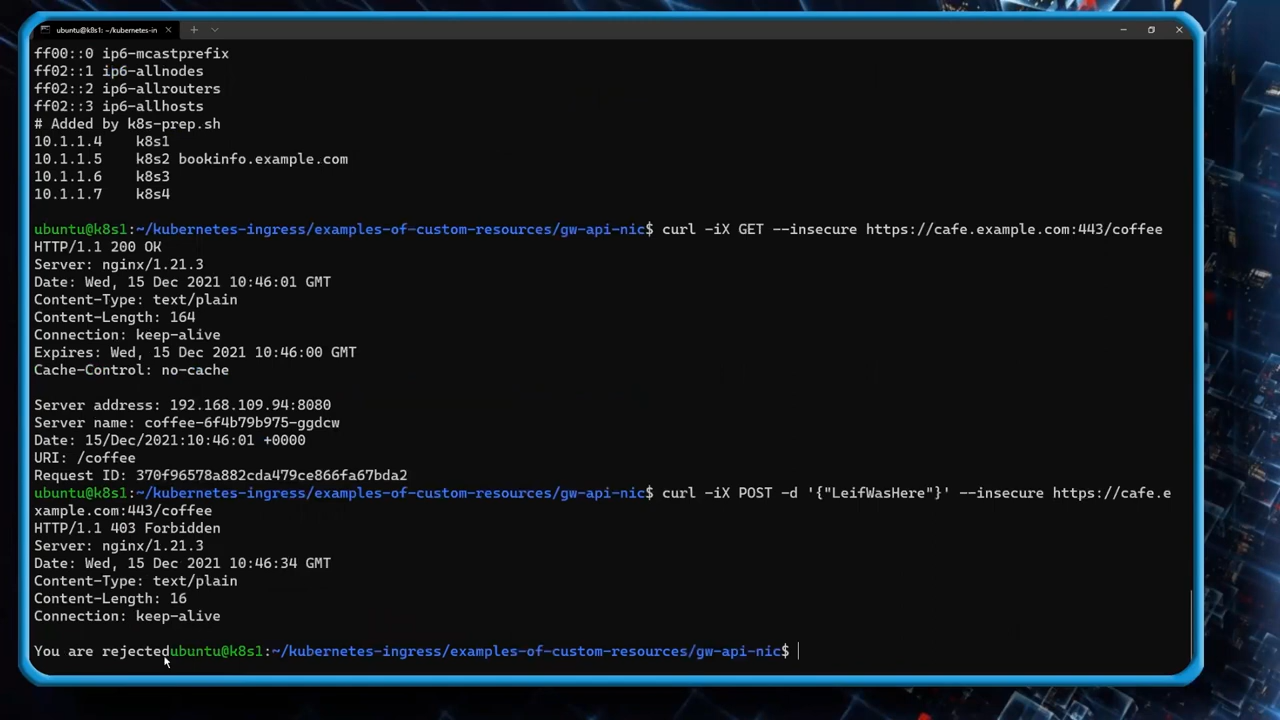 ubuntu@k8s1: ~/kubernetes-in
ff00::0 ip6-mcastprefix
ff02::1 ip6-allnodes
ff02::2 ip6-allrouters
ff02::3 ip6-allhosts
# Added by k8s-prep.sh
10.1.1.4    k8s1
10.1.1.5    k8s2 bookinfo.example.com
10.1.1.6    k8s3
10.1.1.7    k8s4
ubuntu@k8s1:~/kubernetes-ingress/examples-of-custom-resources/gw-api-nic$ curl -iX GET --insecure https://cafe.example.com:443/coffee
HTTP/1.1 200 OK
Server: nginx/1.21.3
Date: Wed, 15 Dec 2021 10:46:01 GMT
Content-Type: text/plain
Content-Length: 164
Connection: keep-alive
Expires: Wed, 15 Dec 2021 10:46:00 GMT
Cache-Control: no-cache
Server address: 192.168.109.94:8080
Server name: coffee-6f4b79b975-ggdcw
Date: 15/Dec/2021:10:46:01 +0000
URI: /coffee
Request ID: 370f96578a882cda479ce866fa67bda2
ubuntu@k8s1:~/kubernetes-ingress/examples-of-custom-resources/gw-api-nic$ curl -iX POST -d '{"LeifWasHere"}' --insecure https://cafe.e
xample.com:443/coffee
HTTP/1.1 403 Forbidden
Server: nginx/1.21.3
Date: Wed, 15 Dec 2021 10:46:34 GMT
Content-Type: text/plain
Content-Length: 16
Connection: keep-alive
You are rejectedubuntu@k8s1:~/kubernetes-ingress/examples-of-custom-resources/gw-api-nic$